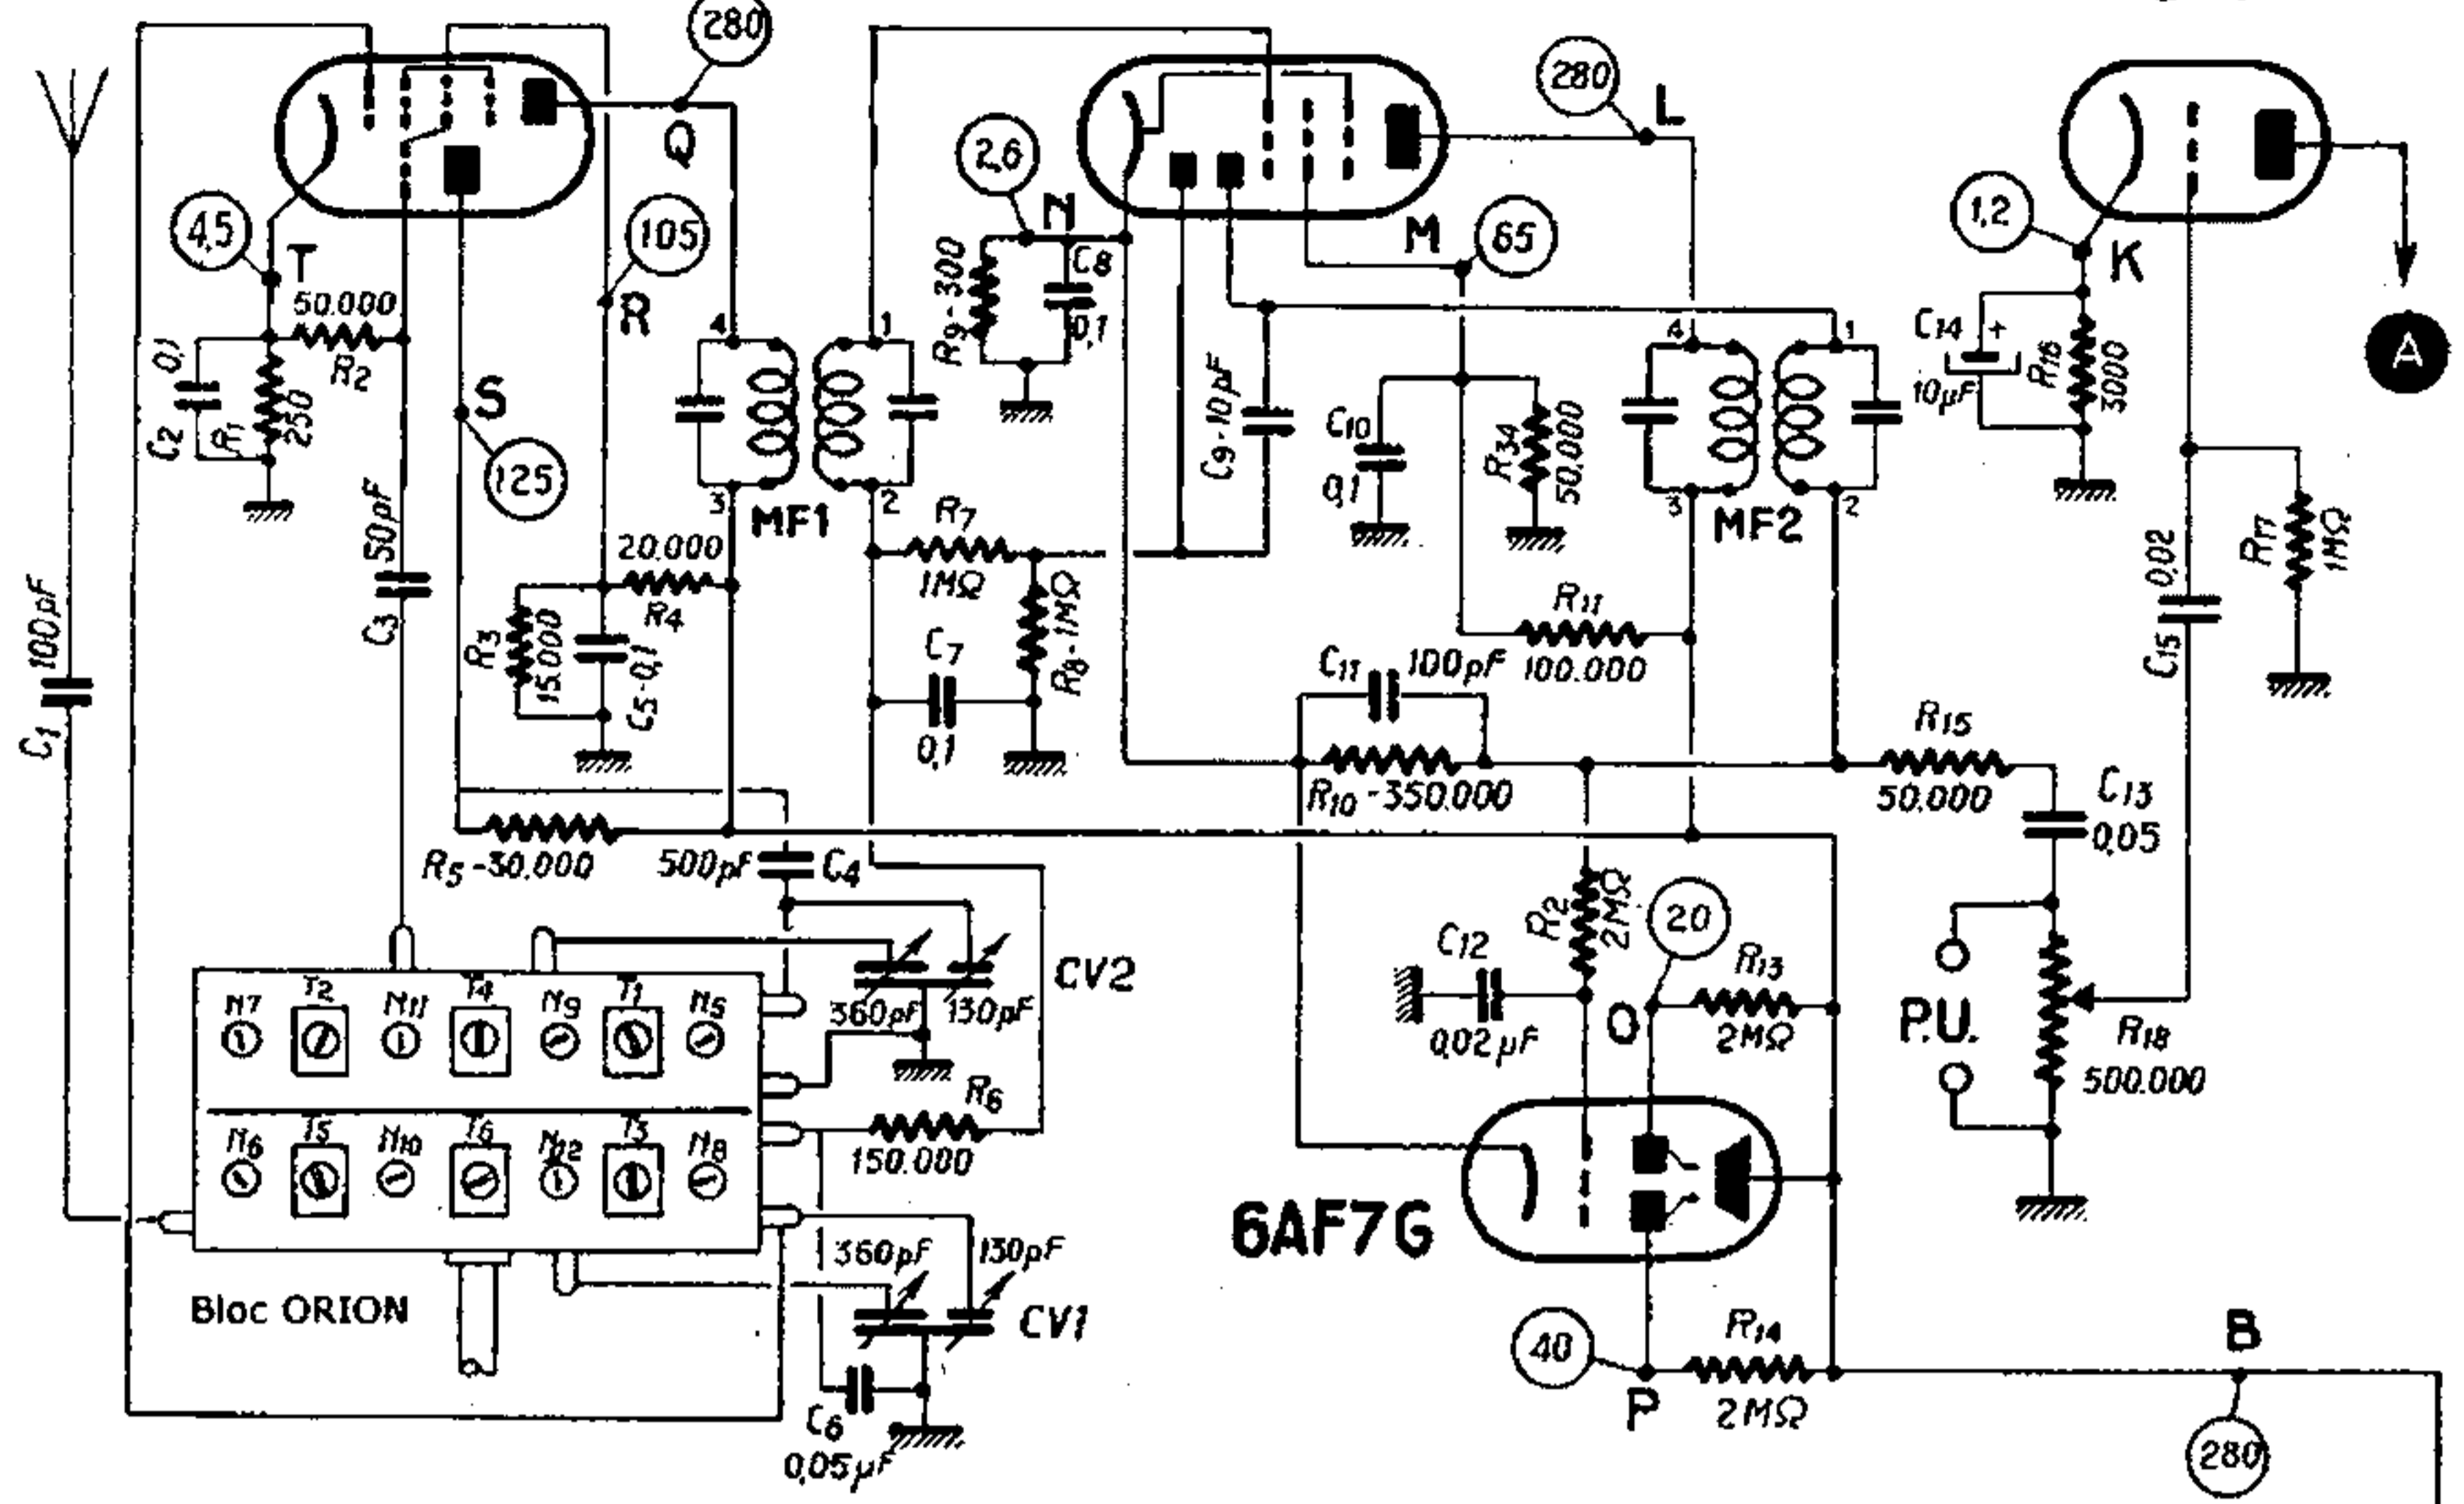 280
Q
4,5
T
50.000
R2
0,1
C2
R1
250
105
R
S
125
50pF
C3
100pF
C1
4
3
1
2
MF1
20.000
R4
R3
15.000
C5-0,1
R7
1MΩ
R8-1MΩ
C7
0,1
R5-30.000
500pF
C4
2,6
N
R9-300
C8
0,1
C9-10pF
280
L
M
65
C10
0,1
R34
50.000
4
3
1
2
MF2
R11
100.000
C11
100pF
R10-350.000
R15
50.000
C13
0,05
1,2
K
C14
+
10µF
R16
3000
A
0,02
C15
R17
1MΩ
R2
2MΩ
20
C12
0,02µF
O
R13
2MΩ
P.U.
R18
500.000
6AF7G
40
P
R14
2MΩ
B
280
CV2
360pF
130pF
R6
150.000
N7
T2
N11
T4
N9
T1
N5
N6
T5
N10
T6
N12
T3
N8
Bloc ORION
360pF
130pF
CV1
C6
0,05µF